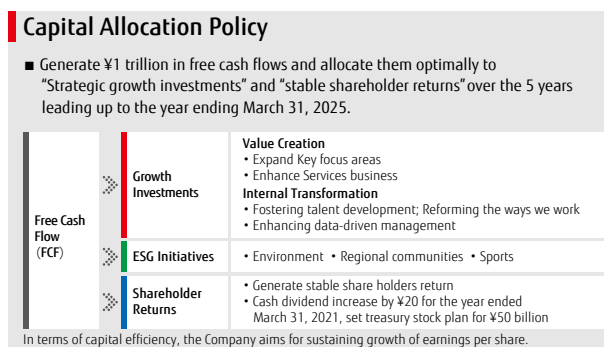 Capital Allocation Policy
■ Generate ¥1 trillion in free cash flows and allocate them optimally to
“Strategic growth investments” and “stable shareholder returns” over the 5 years
leading up to the year ending March 31, 2025.
Free Cash
Flow
(FCF)
Growth
Investments
Value Creation
• Expand Key focus areas
• Enhance Services business
Internal Transformation
• Fostering talent development; Reforming the ways we work
• Enhancing data-driven management
ESG Initiatives
• Environment • Regional communities • Sports
Shareholder
Returns
• Generate stable share holders return
• Cash dividend increase by ¥20 for the year ended
March 31, 2021, set treasury stock plan for ¥50 billion
In terms of capital efficiency, the Company aims for sustaining growth of earnings per share.